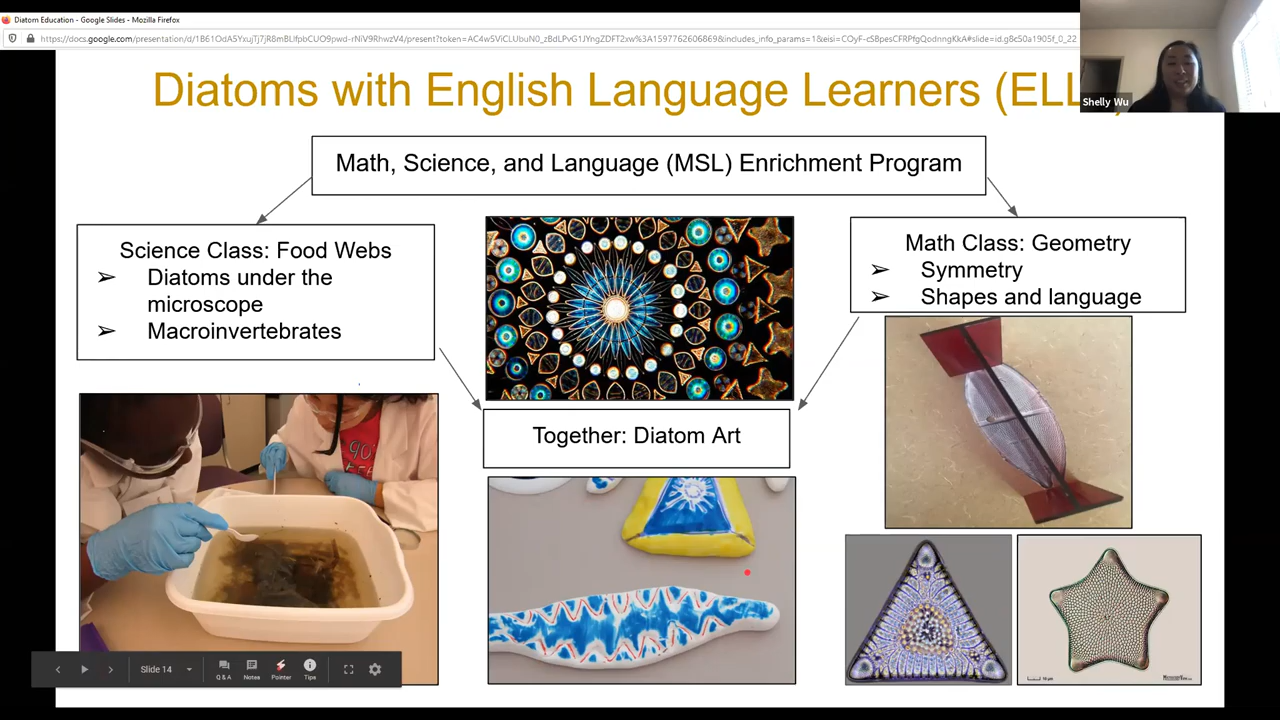 Diatom Education - Google Slides - Mozilla Firefox
Diatoms with English Language Learners (ELL
Shelly Wu
Math, Science, and Language (MSL) Enrichment Program
Science Class: Food Webs
➢ Diatoms under the
microscope
➢ Macroinvertebrates
Math Class: Geometry
➢ Symmetry
➢ Shapes and language
Together: Diatom Art
Slide 14
Q & A
Notes
Pointer
Tips